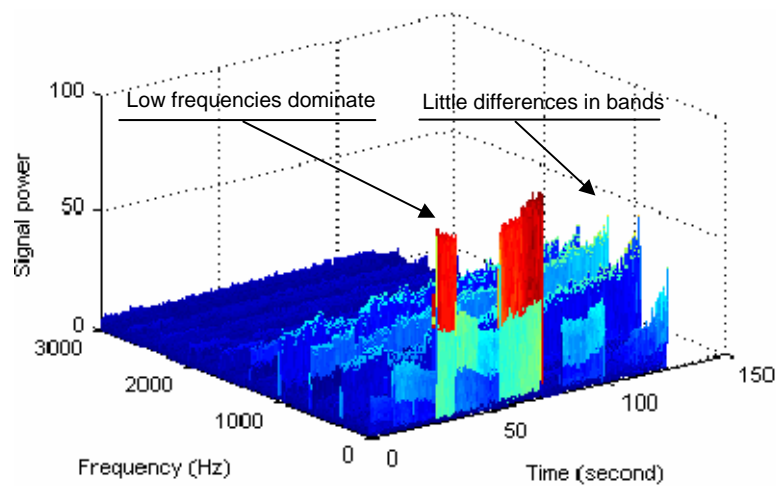 100
Low frequencies dominate
Little differences in bands
Signal power
50
0
3000
2000
1000
0
0
50
100
150
Frequency (Hz)
Time (second)